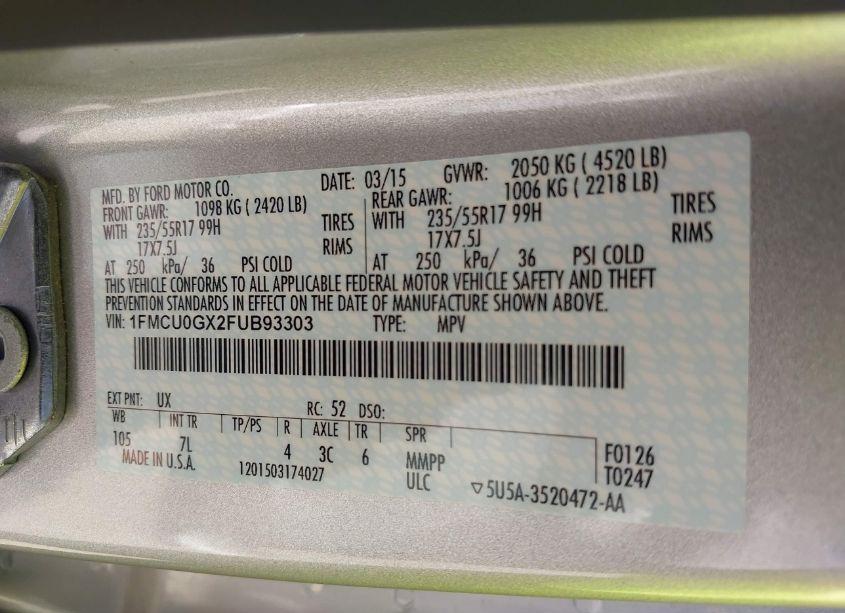 MFD. BY FORD MOTOR CO. DATE: 03/15 GVWR: 2050 KG ( 4520 LB)
FRONT GAWR: 1098 KG ( 2420 LB) REAR GAWR: 1006 KG ( 2218 LB)
WITH 235/55R17 99H TIRES WITH 235/55R17 99H TIRES
17X7.5J RIMS 17X7.5J RIMS
AT 250 kPa/ 36 PSI COLD AT 250 kPa/ 36 PSI COLD
THIS VEHICLE CONFORMS TO ALL APPLICABLE FEDERAL MOTOR VEHICLE SAFETY AND THEFT
PREVENTION STANDARDS IN EFFECT ON THE DATE OF MANUFACTURE SHOWN ABOVE.
VIN: 1FMCU0GX2FUB93303 TYPE: MPV
EXT PNT: UX RC: 52 DSO:
WB INT TR TP/PS R AXLE TR SPR
105 7L 4 3C 6 MMPP F0126
MADE IN U.S.A. 1201503174027 ULC T0247
▽5U5A-3520472-AA